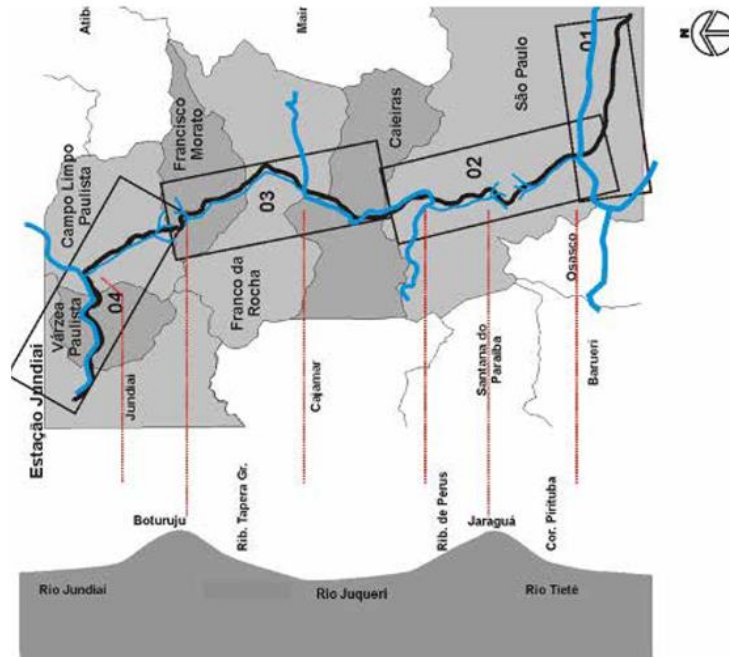 Atib
Mair
N
01
São Paulo
Francisco
Morato
Caieiras
02
Campo Limpo
Paulista
03
Várzea
Paulista
04
Franco da
Rocha
Osasco
Estação Jundiaí
Jundiaí
Cajamar
Santana do
Paraíba
Barueri
Boturuju
Rib. Tapera Gr.
Rib. de Perus
Jaraguá
Cor. Pirituba
Rio Jundiaí
Rio Juqueri
Rio Tietê